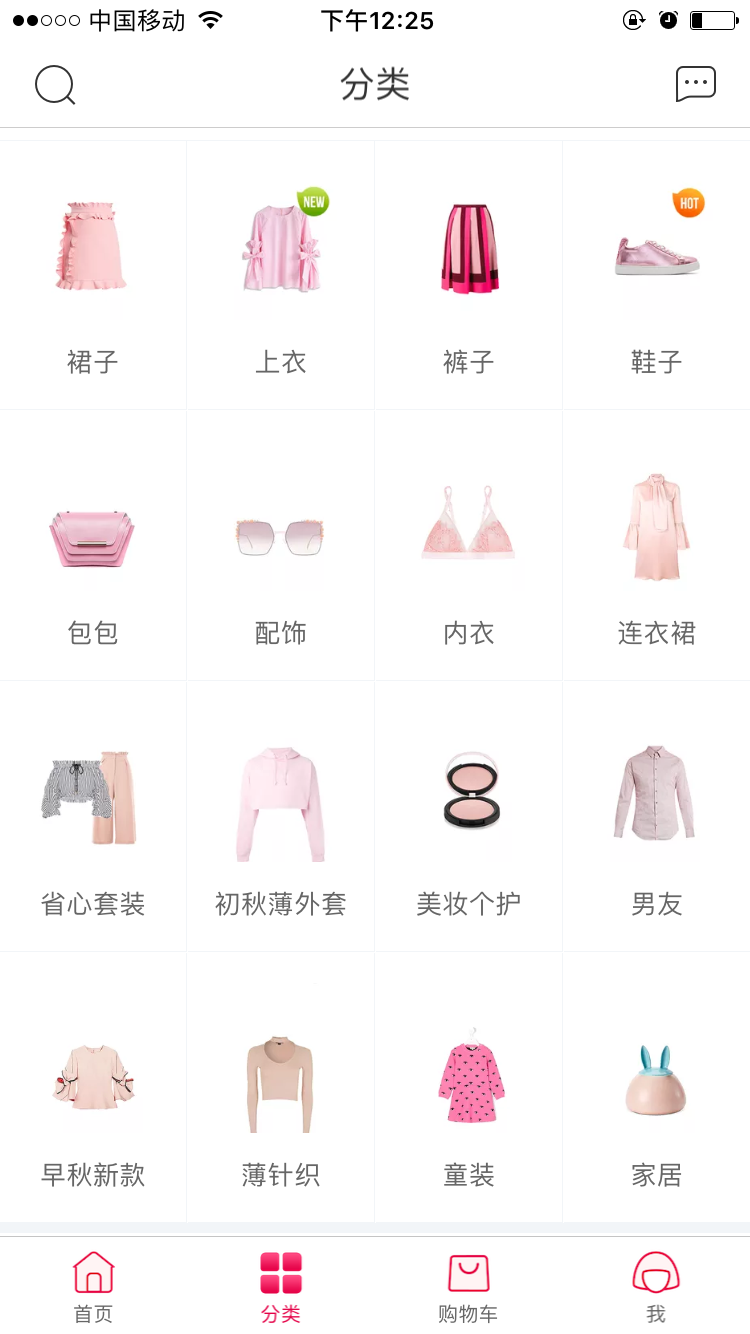 中国移动 下午12:25
分类
NEW
HOT
裙子 上衣 裤子 鞋子
包包 配饰 内衣 连衣裙
省心套装 初秋薄外套 美妆个护 男友
早秋新款 薄针织 童装 家居
首页 分类 购物车 我